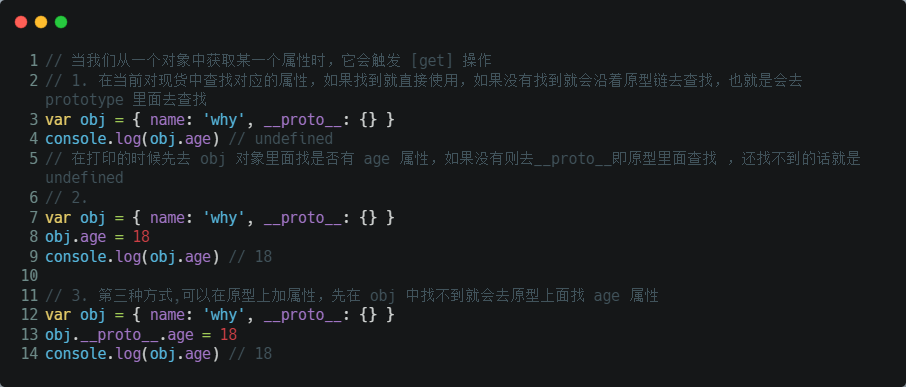 1 // 当我们从一个对象中获取某一个属性时，它会触发 [get] 操作
2 // 1. 在当前对现货中查找对应的属性，如果找到就直接使用，如果没有找到就会沿着原型链去查找，也就是会去
prototype 里面去查找
3 var obj = { name: 'why', __proto__: {} }
4 console.log(obj.age) // undefined
5 // 在打印的时候先去 obj 对象里面找是否有 age 属性，如果没有则去__proto__即原型里面查找 ，还找不到的话就是
undefined
6 // 2.
7 var obj = { name: 'why', __proto__: {} }
8 obj.age = 18
9 console.log(obj.age) // 18
10
11 // 3. 第三种方式,可以在原型上加属性，先在 obj 中找不到就会去原型上面找 age 属性
12 var obj = { name: 'why', __proto__: {} }
13 obj.__proto__.age = 18
14 console.log(obj.age) // 18